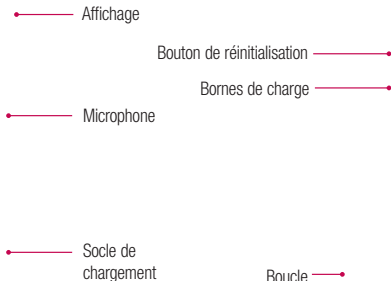 Affichage
Bouton de réinitialisation
Bornes de charge
Microphone
Socle de
chargement
Boucle